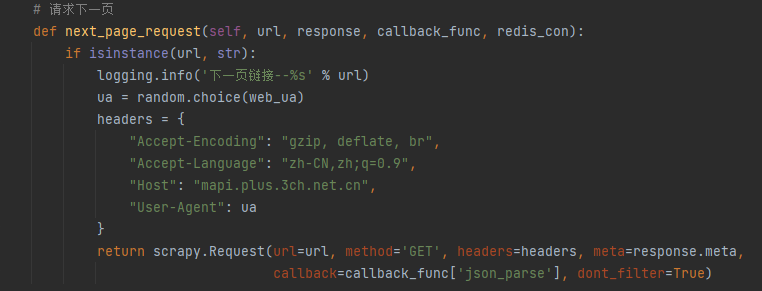 # 请求下一页
def next_page_request(self, url, response, callback_func, redis_con):
if isinstance(url, str):
logging.info('下一页链接--%s' % url)
ua = random.choice(web_ua)
headers = {
"Accept-Encoding": "gzip, deflate, br",
"Accept-Language": "zh-CN,zh;q=0.9",
"Host": "mapi.plus.3ch.net.cn",
"User-Agent": ua
}
return scrapy.Request(url=url, method='GET', headers=headers, meta=response.meta,
callback=callback_func['json_parse'], dont_filter=True)